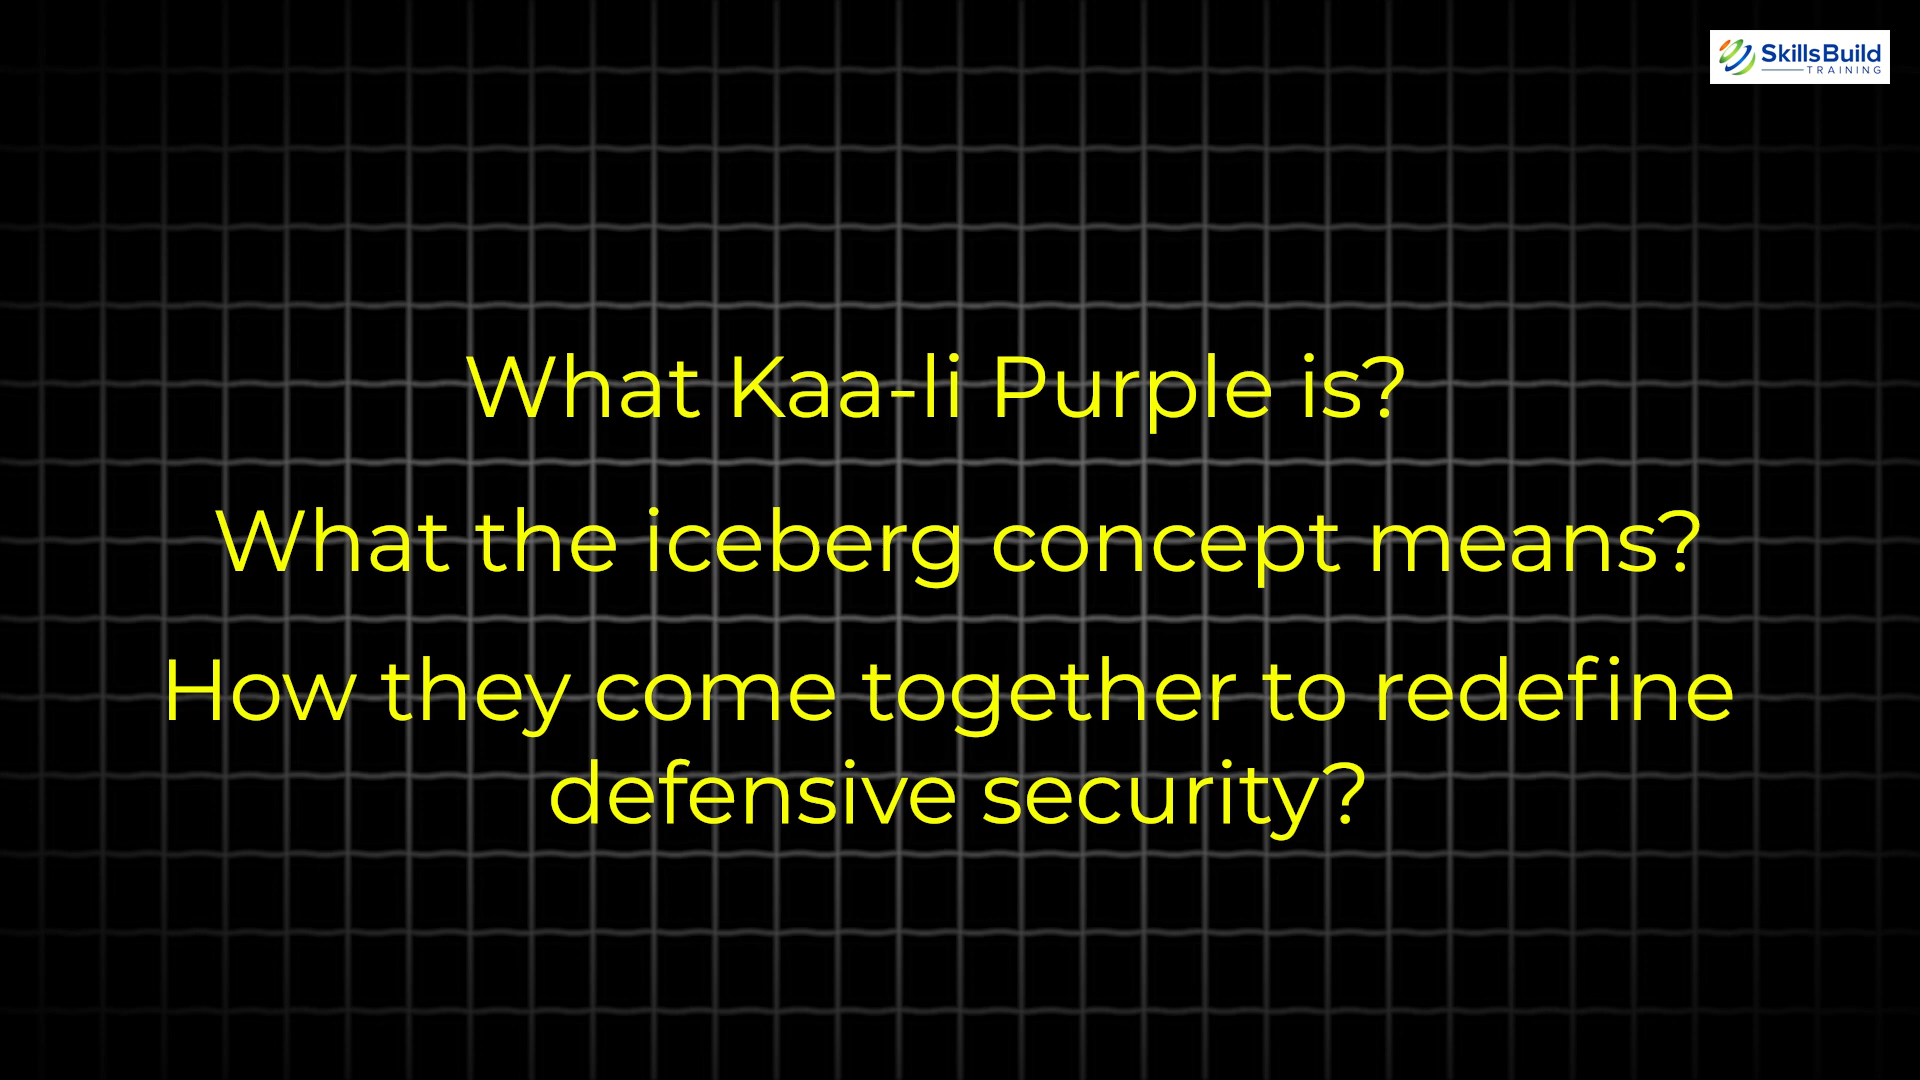 SkillsBuild
TRAINING
What Kaa-li Purple is?
What the iceberg concept means?
How they come together to redefine
defensive security?